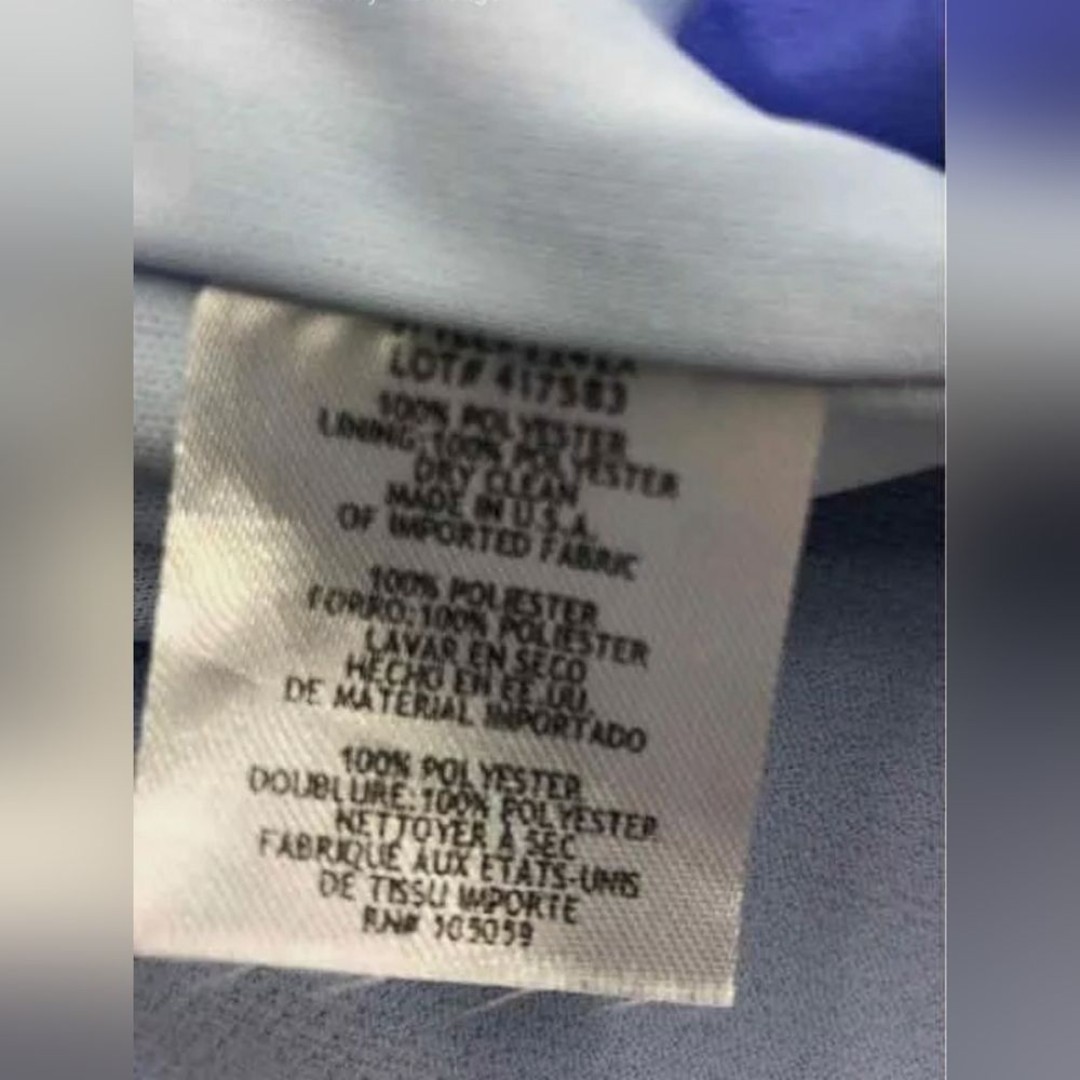 LOT# 417583
100% POLYESTER
LINING:100% POLYESTER
DRY CLEAN
MADE IN U.S.A.
OF IMPORTED FABRIC
100% POLIESTER
FORRO:100% POLIESTER
LAVAR EN SECO
HECHO EN EE.UU.
DE MATERIAL IMPORTADO
100% POLYESTER
DOUBLURE:100% POLYESTER
NETTOYER A SEC
FABRIQUE AUX ETATS-UNIS
DE TISSU IMPORTE
RN# 105059